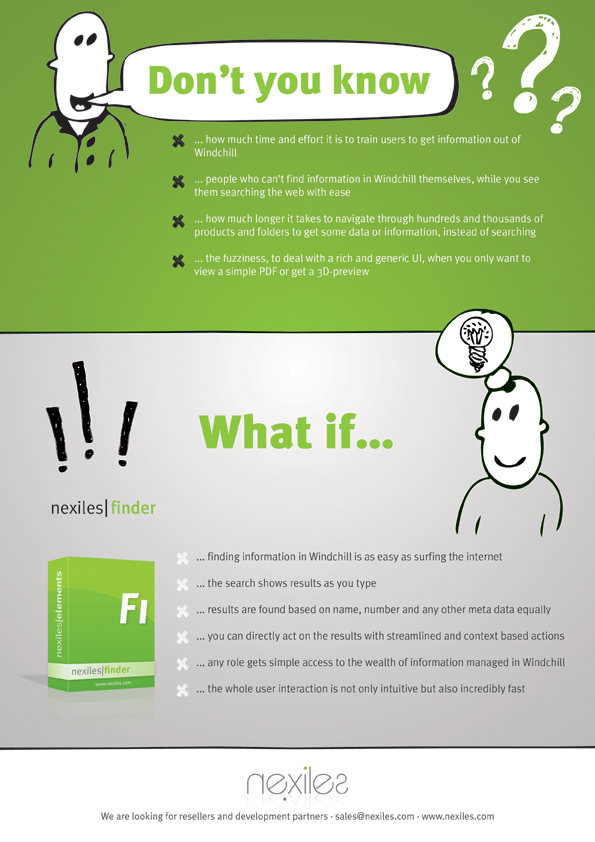 Don't you know
???
... how much time and effort it is to train users to get information out of
Windchill
... people who can't find information in Windchill themselves, while you see
them searching the web with ease
... how much longer it takes to navigate through hundreds and thousands of
products and folders to get some data or information, instead of searching
... the fuzziness, to deal with a rich and generic UI, when you only want to
view a simple PDF or get a 3D-preview
!!!
What if...
nexiles|finder
nexiles|elements
FI
nexiles|finder
www.nexiles.com
... finding information in Windchill is as easy as surfing the internet
... the search shows results as you type
... results are found based on name, number and any other meta data equally
... you can directly act on the results with streamlined and context based actions
... any role gets simple access to the wealth of information managed in Windchill
... the whole user interaction is not only intuitive but also incredibly fast
nexiles
We are looking for resellers and development partners · sales@nexiles.com · www.nexiles.com